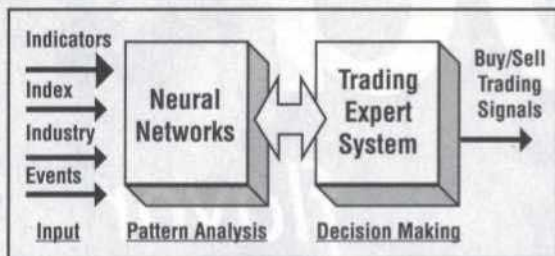 Indicators
Index
Industry
Events
Input
Neural
Networks
Pattern Analysis
Trading
Expert
System
Decision Making
Buy/Sell
Trading
Signals